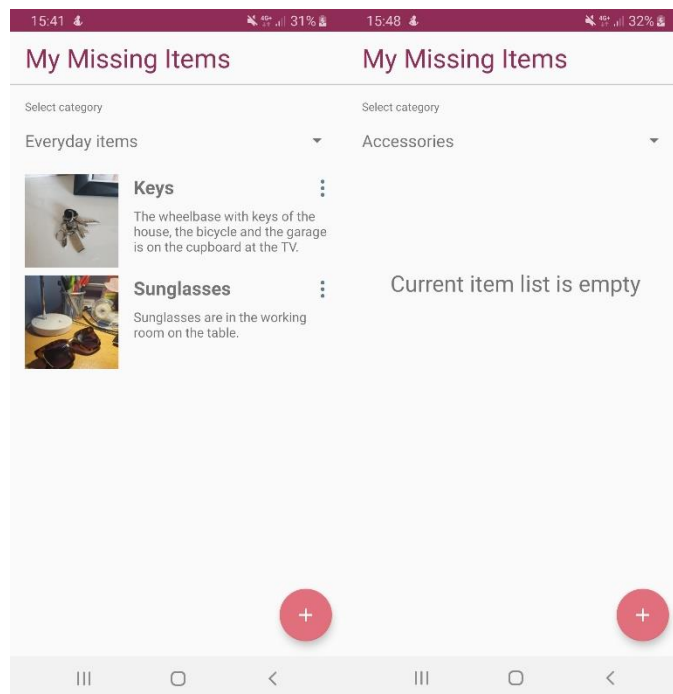 15:41 4G+ 31%
My Missing Items
Select category
Everyday items
Keys
The wheelbase with keys of the
house, the bicycle and the garage
is on the cupboard at the TV.
Sunglasses
Sunglasses are in the working
room on the table.
15:48 4G+ 32%
My Missing Items
Select category
Accessories
Current item list is empty